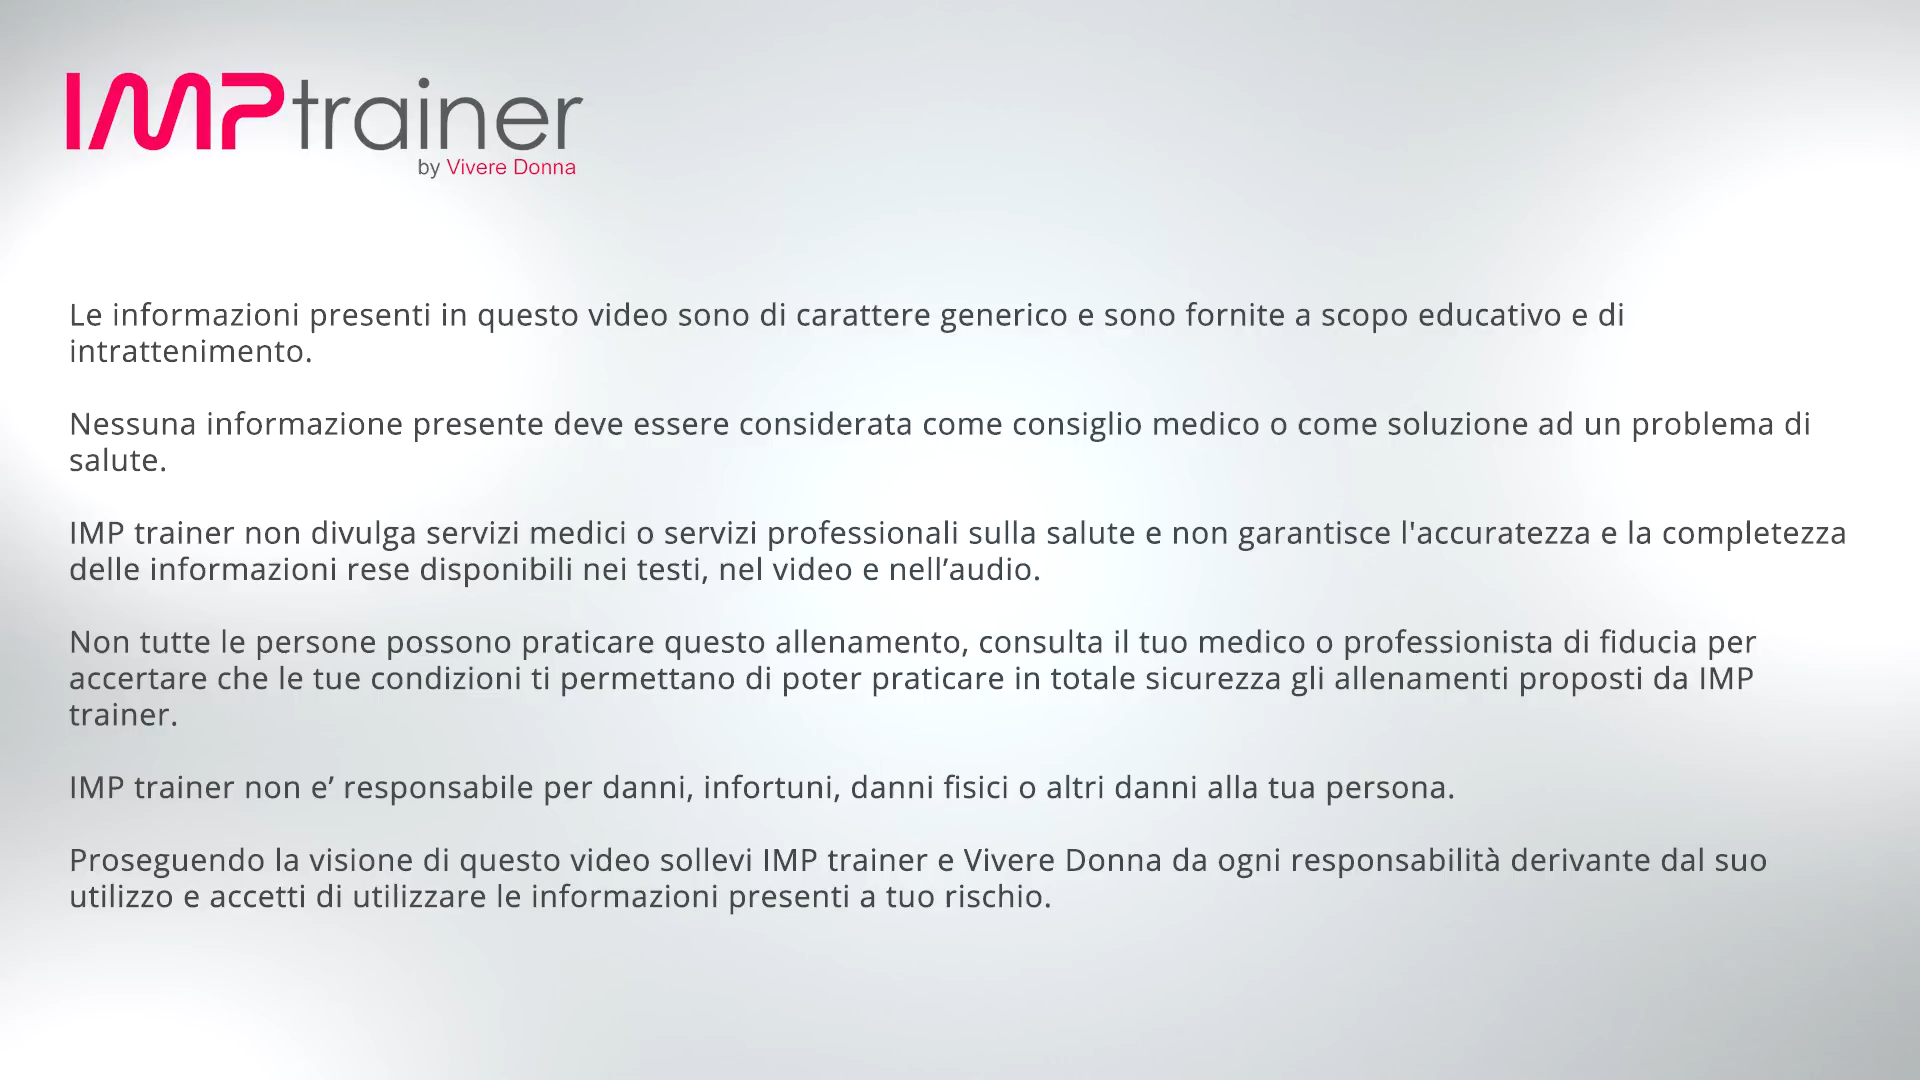 IMPtrainer
by Vivere Donna
Le informazioni presenti in questo video sono di carattere generico e sono fornite a scopo educativo e di
intrattenimento.
Nessuna informazione presente deve essere considerata come consiglio medico o come soluzione ad un problema di
salute.
IMP trainer non divulga servizi medici o servizi professionali sulla salute e non garantisce l'accuratezza e la completezza
delle informazioni rese disponibili nei testi, nel video e nell’audio.
Non tutte le persone possono praticare questo allenamento, consulta il tuo medico o professionista di fiducia per
accertare che le tue condizioni ti permettano di poter praticare in totale sicurezza gli allenamenti proposti da IMP
trainer.
IMP trainer non e’ responsabile per danni, infortuni, danni fisici o altri danni alla tua persona.
Proseguendo la visione di questo video sollevi IMP trainer e Vivere Donna da ogni responsabilità derivante dal suo
utilizzo e accetti di utilizzare le informazioni presenti a tuo rischio.